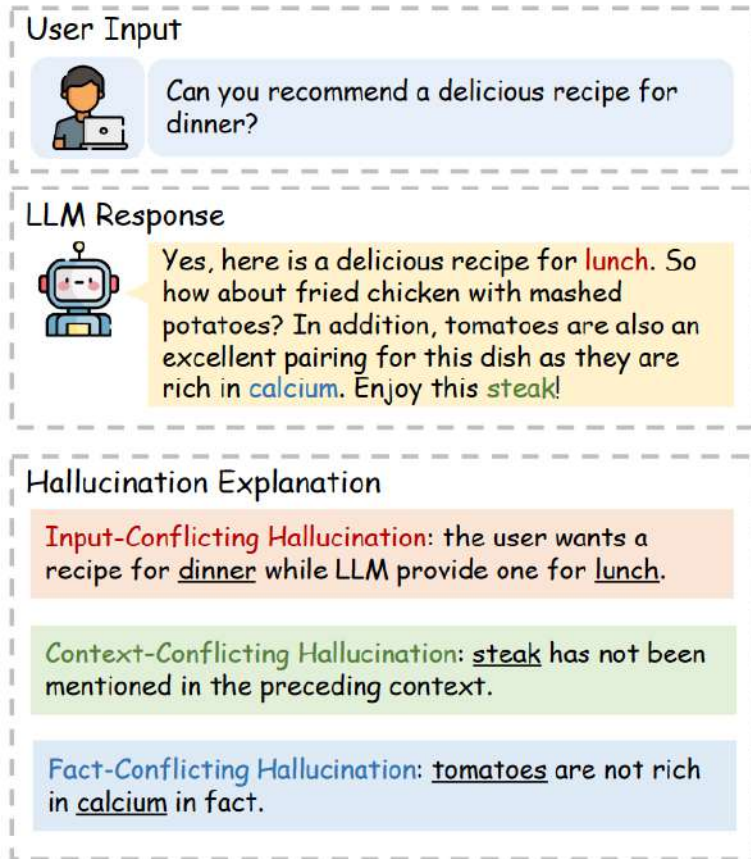 User Input
Can you recommend a delicious recipe for
dinner?
LLM Response
Yes, here is a delicious recipe for lunch. So
how about fried chicken with mashed
potatoes? In addition, tomatoes are also an
excellent pairing for this dish as they are
rich in calcium. Enjoy this steak!
Hallucination Explanation
Input-Conflicting Hallucination: the user wants a
recipe for dinner while LLM provide one for lunch.
Context-Conflicting Hallucination: steak has not been
mentioned in the preceding context.
Fact-Conflicting Hallucination: tomatoes are not rich
in calcium in fact.